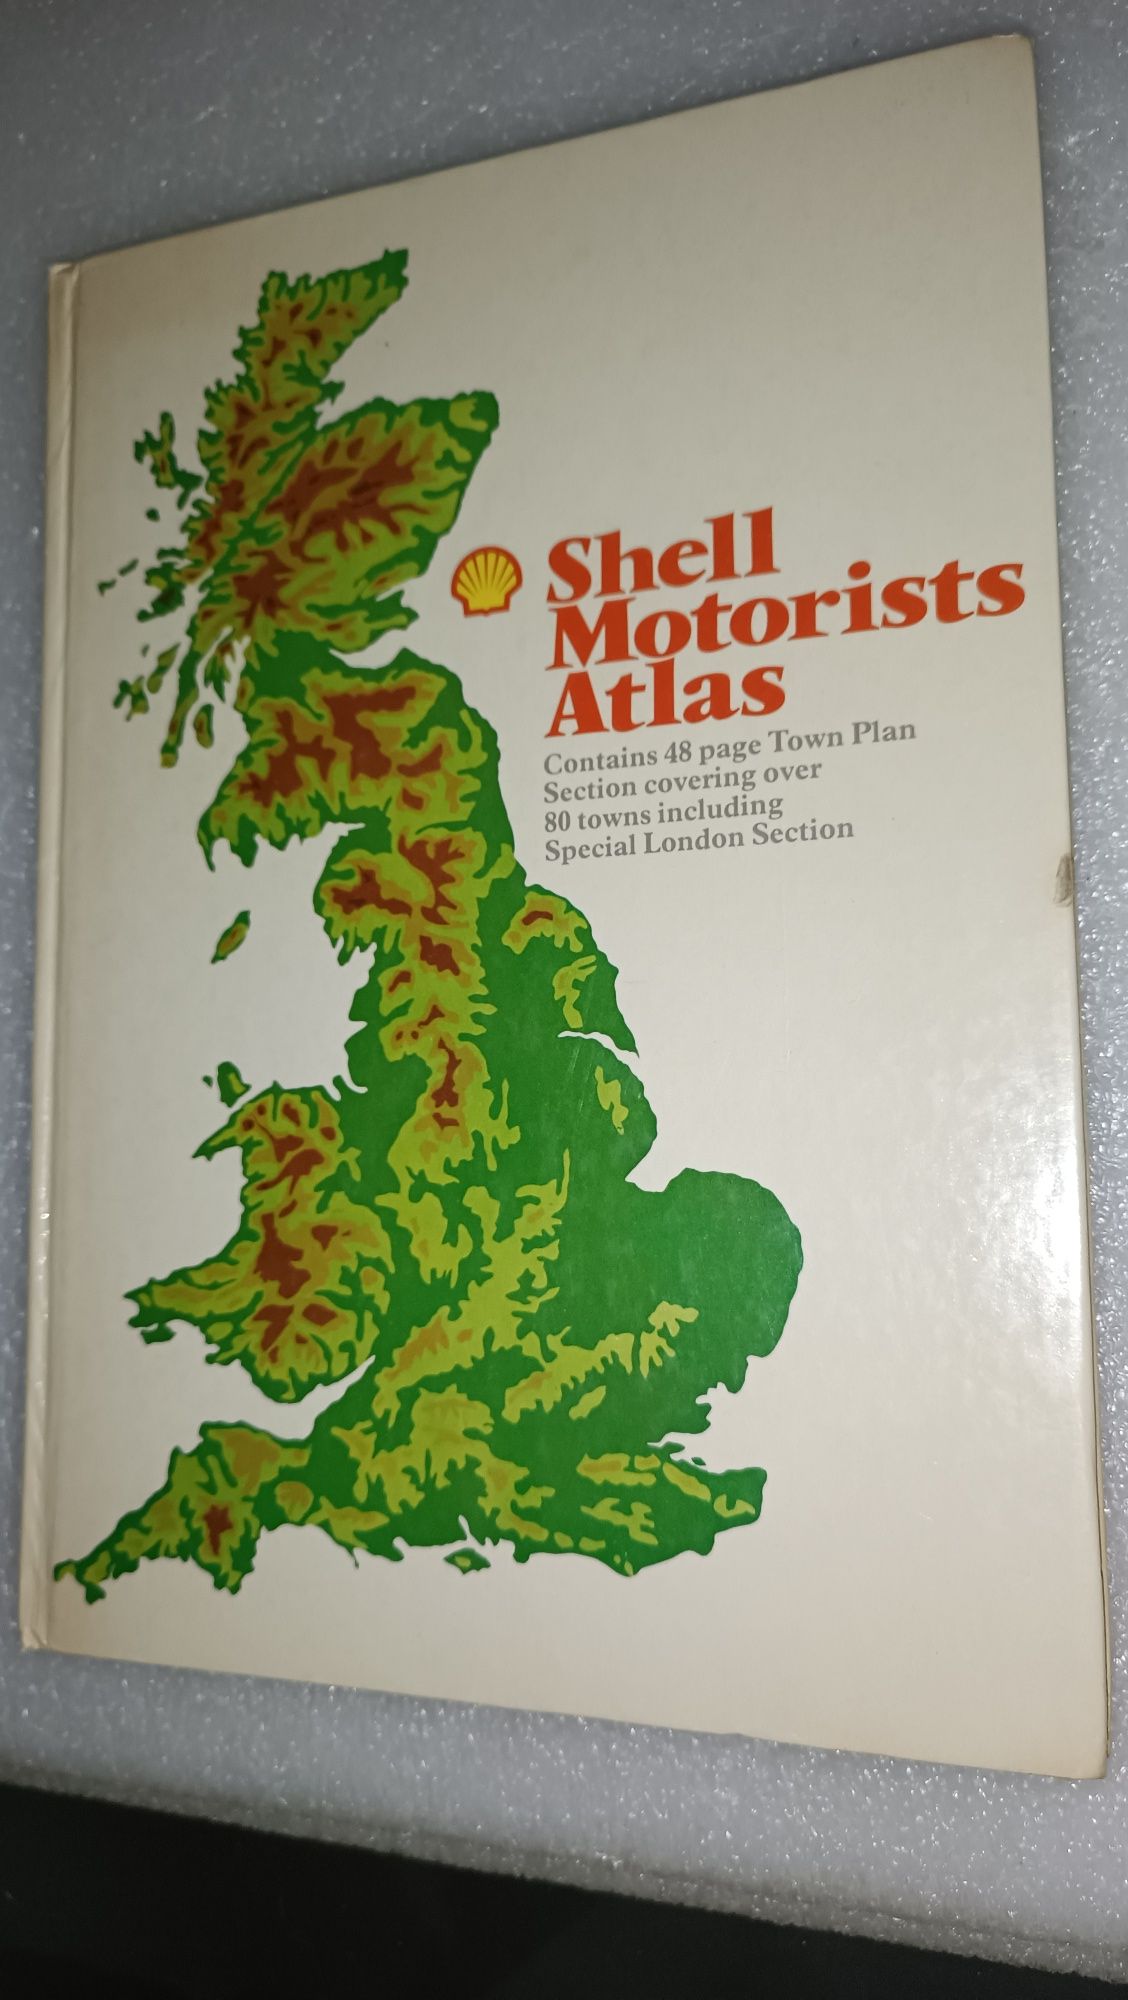 Shell
Motorists
Atlas
Contains 48 page Town Plan
Section covering over
80 towns including
Special London Section